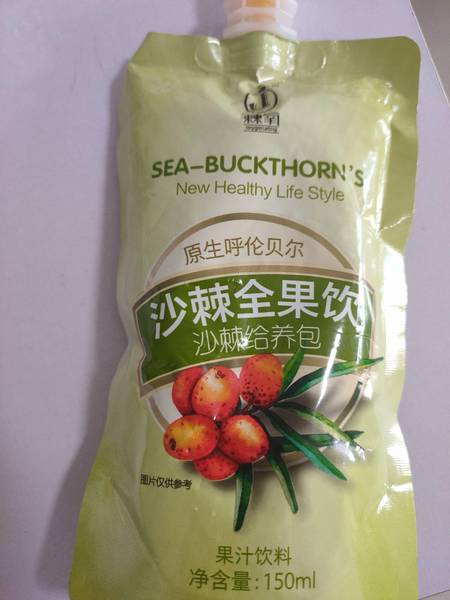 SEA-BUCKTHORN'S
New Healthy Life Style
原生呼伦贝尔
沙棘全果饮
沙棘给养包
图片仅供参考
果汁饮料
净含量:150ml